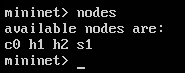 mininet> nodes
available nodes are:
c0 h1 h2 s1
mininet> _